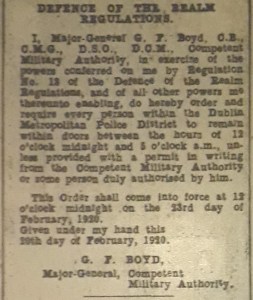 DEFENCE OF THE REALM
REGULATIONS.
I, Major-General G. F. Boyd, C.B.,
C.M.G., D.S.O., D.C.M., Competent
Military Authority, in exercise of the
powers conferred on me by Regulation
No. 13 of the Defence of the Realm
Regulations, and of all other powers me
thereunto enabling, do hereby order and
require every person within the Dublin
Metropolitan Police District to remain
within doors between the hours of 12
o'clock midnight and 5 o'clock a.m., un-
less provided with a permit in writing
from the Competent Military Authority
or some person duly authorised by him.
This Order shall come into force at 12
o'clock midnight on the 23rd day of
February, 1920.
Given under my hand this
20th day of February, 1920.
G. F. BOYD,
Major-General, Competent
Military Authority.